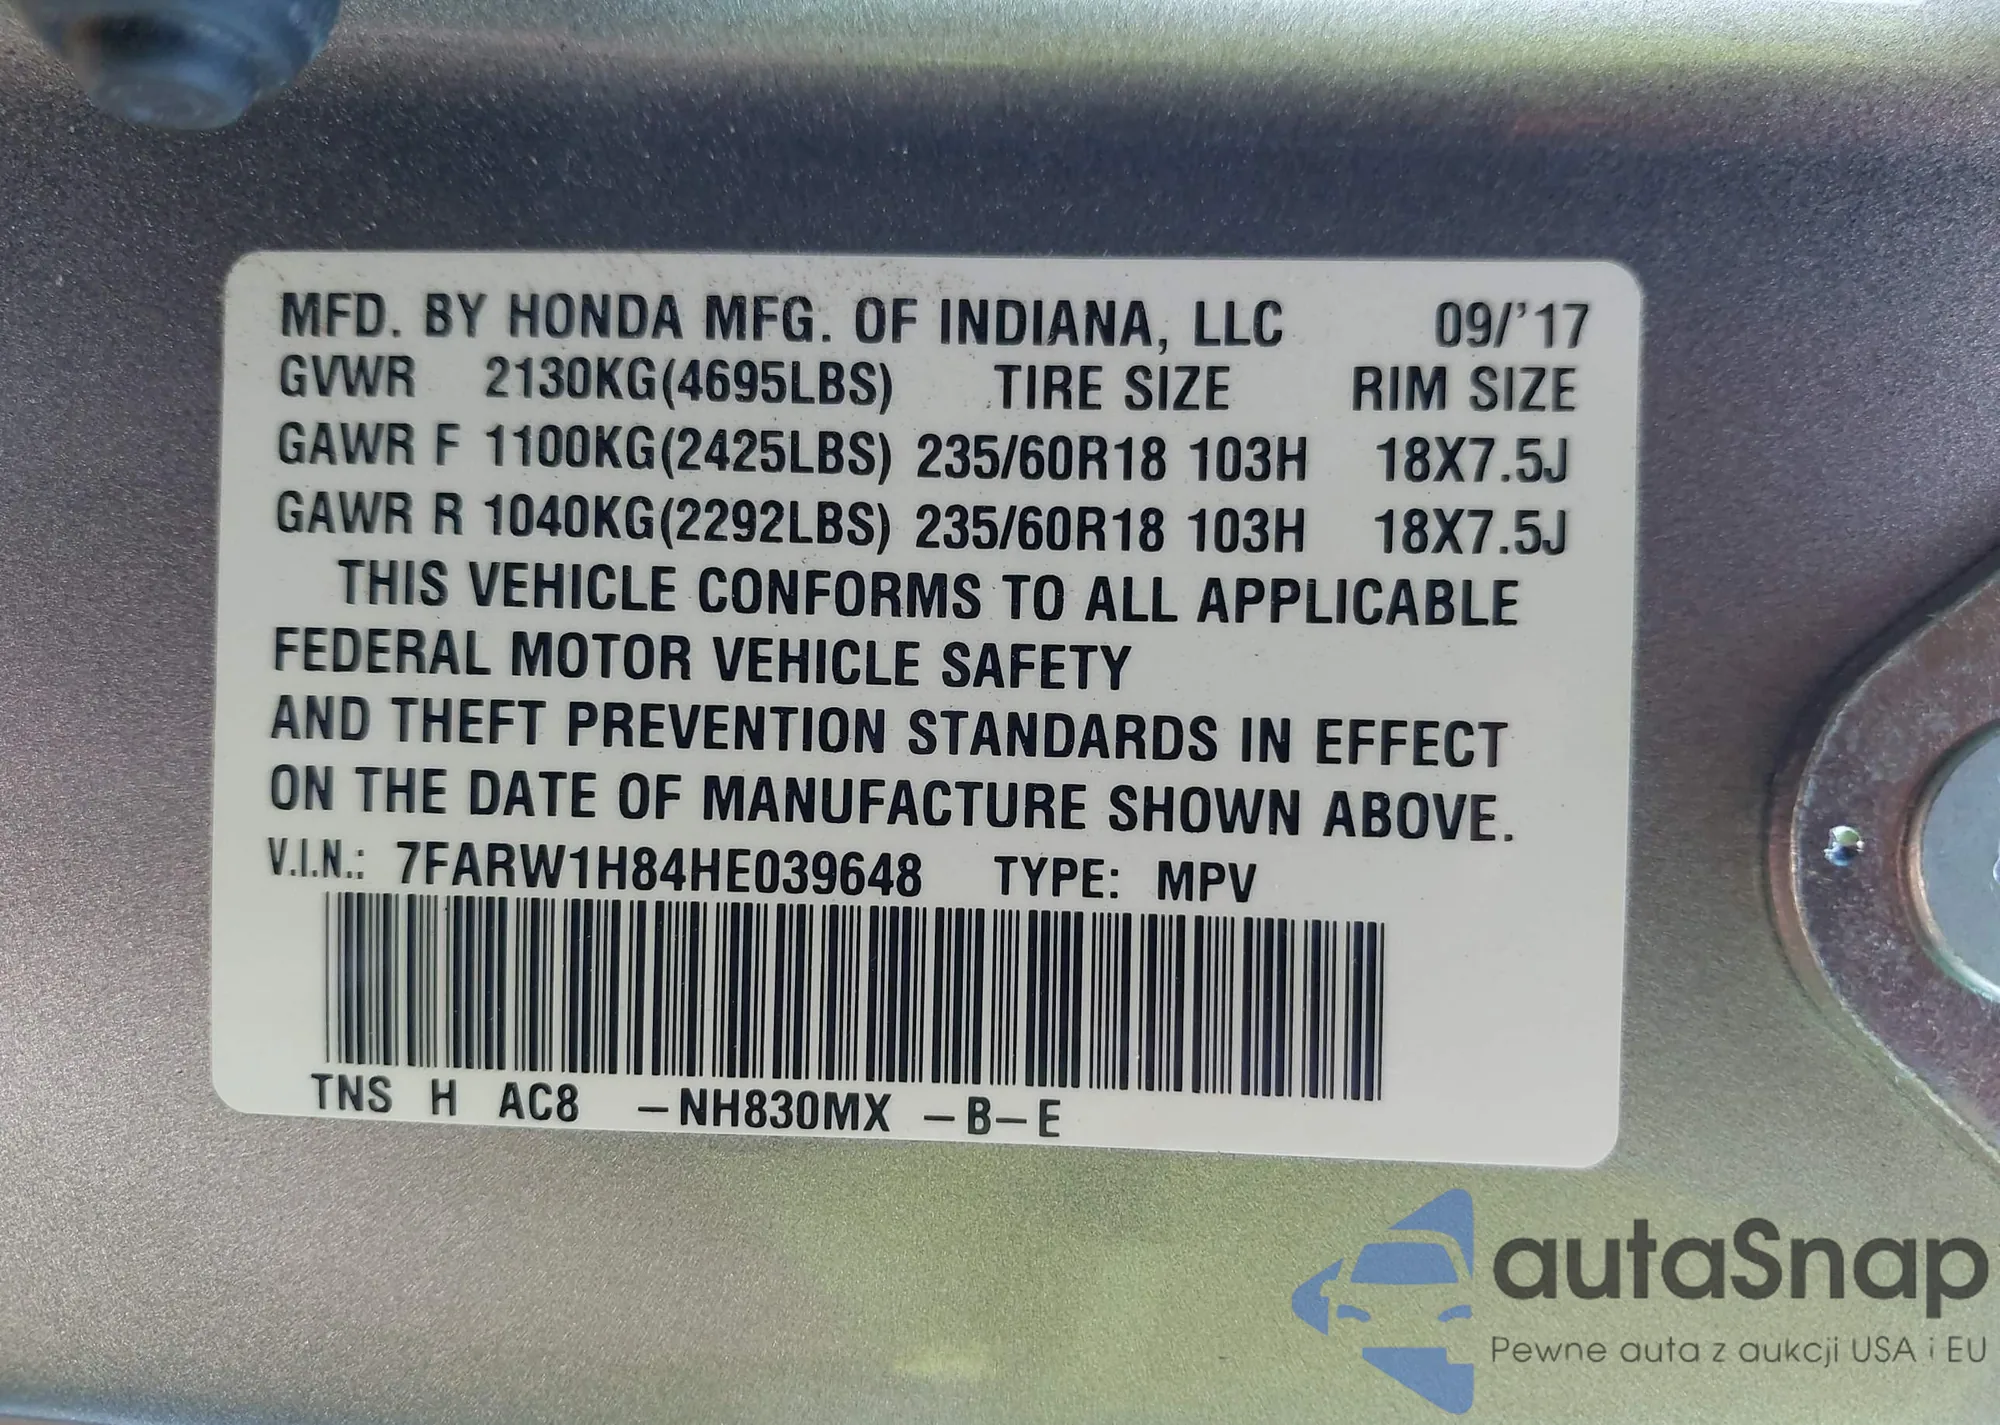 MFD. BY HONDA MFG. OF INDIANA, LLC 09/'17
GVWR 2130KG(4695LBS) TIRE SIZE RIM SIZE
GAWR F 1100KG(2425LBS) 235/60R18 103H 18X7.5J
GAWR R 1040KG(2292LBS) 235/60R18 103H 18X7.5J
THIS VEHICLE CONFORMS TO ALL APPLICABLE
FEDERAL MOTOR VEHICLE SAFETY
AND THEFT PREVENTION STANDARDS IN EFFECT
ON THE DATE OF MANUFACTURE SHOWN ABOVE.
V.I.N.: 7FARW1H84HE039648 TYPE: MPV
TNS H AC8 -NH830MX -B-E
autaSnap
Pewne auta z aukcji USA i EU